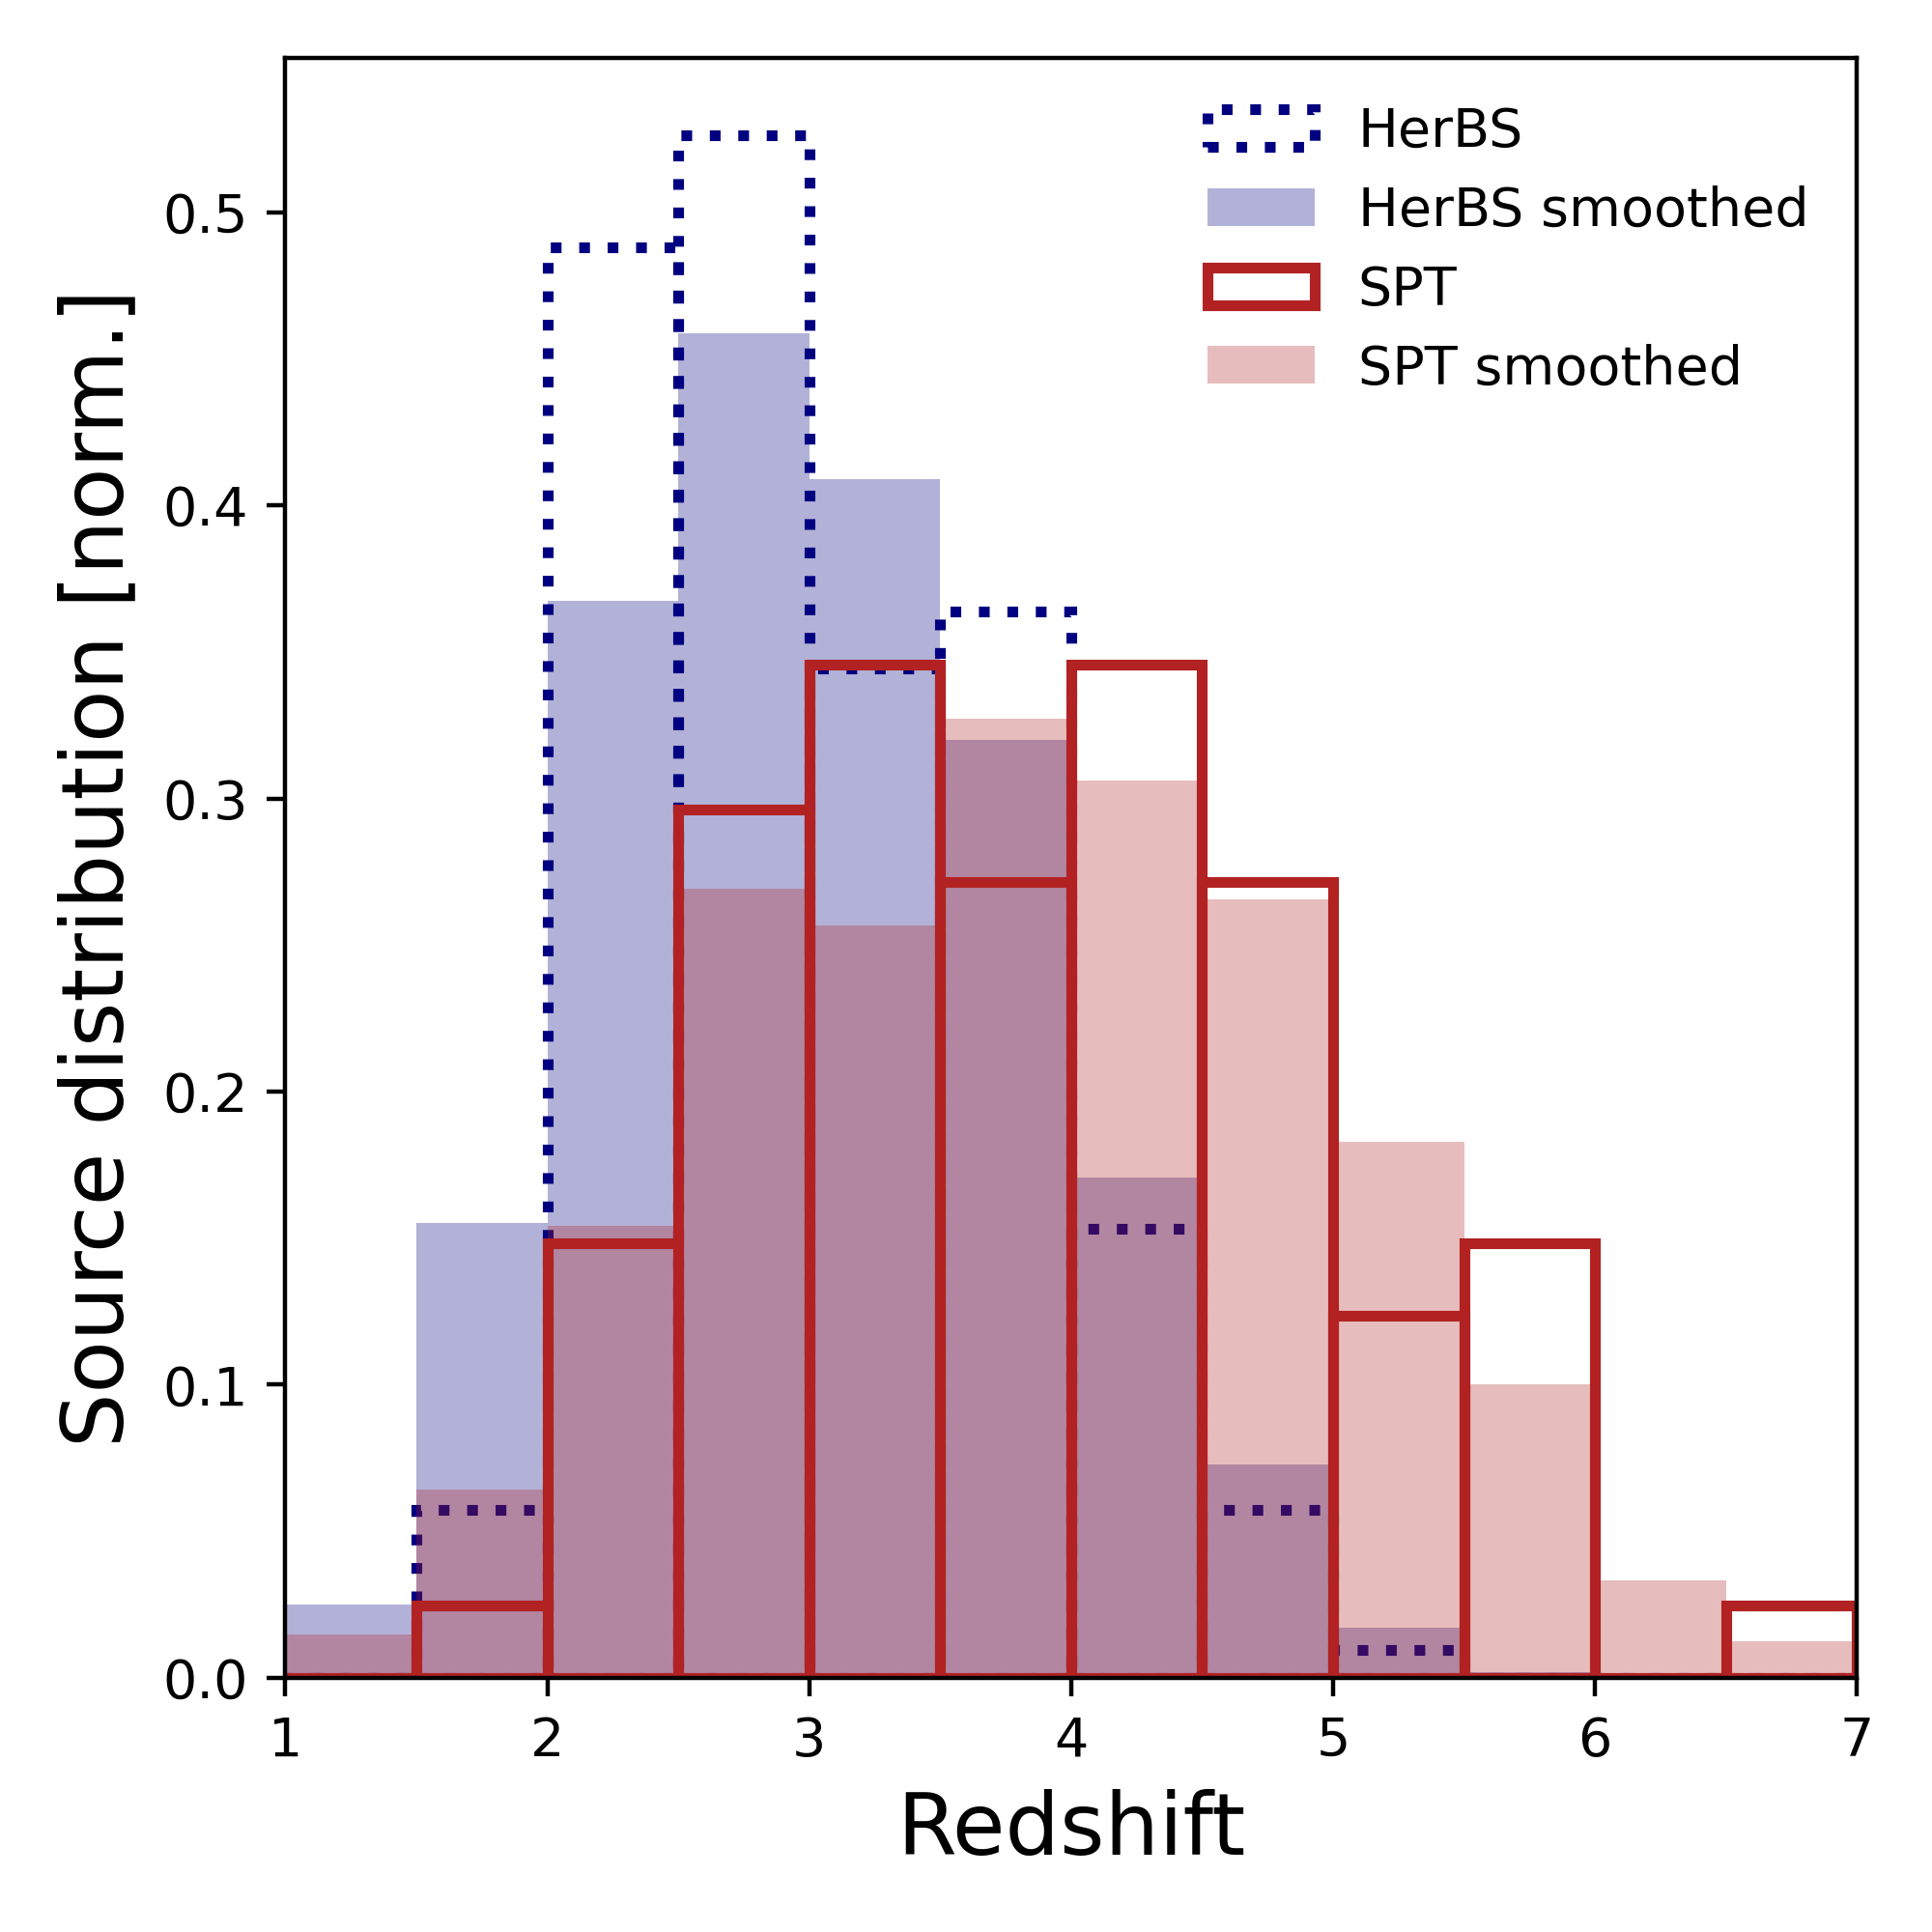 HerBS
HerBS smoothed
SPT
SPT smoothed
Source distribution [norm.]
0.5
0.4
0.3
0.2
0.1
0.0
1 2 3 4 5 6 7
Redshift